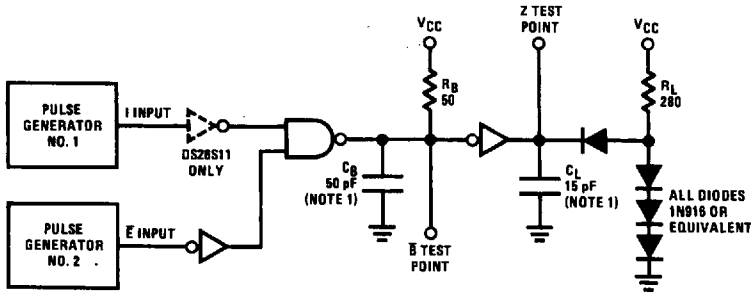 PULSE
GENERATOR
NO. 1
I INPUT
DS26S11
ONLY
PULSE
GENERATOR
NO. 2
E̅ INPUT
VCC
RB
50
CB
50 pF
(NOTE 1)
B̅ TEST
POINT
Z TEST
POINT
CL
15 pF
(NOTE 1)
VCC
RL
280
ALL DIODES
1N916 OR
EQUIVALENT